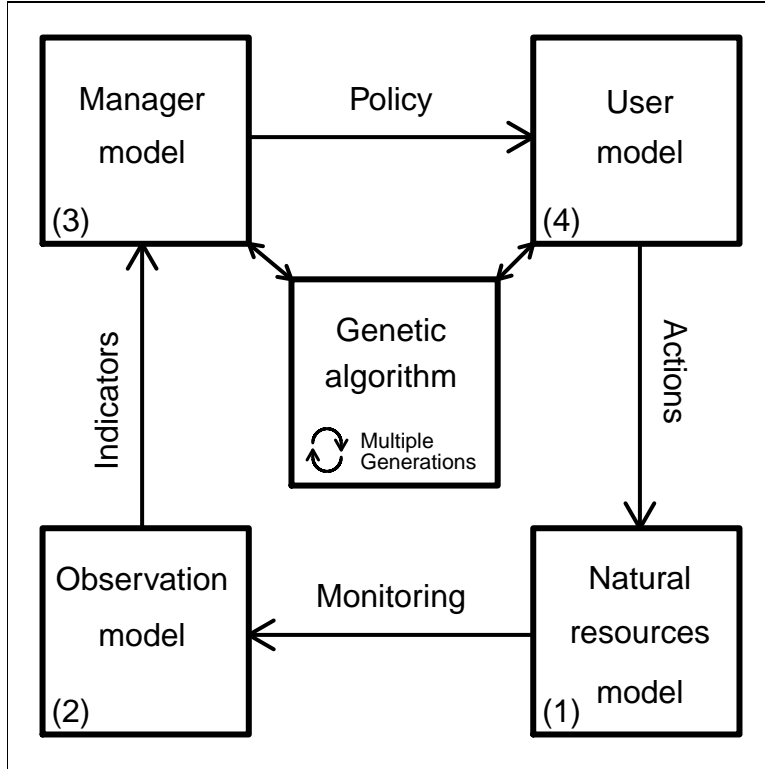 Manager
model
(3)
Policy
User
model
(4)
Genetic
algorithm
Multiple
Generations
Indicators
Actions
Observation
model
(2)
Monitoring
Natural
resources
model
(1)